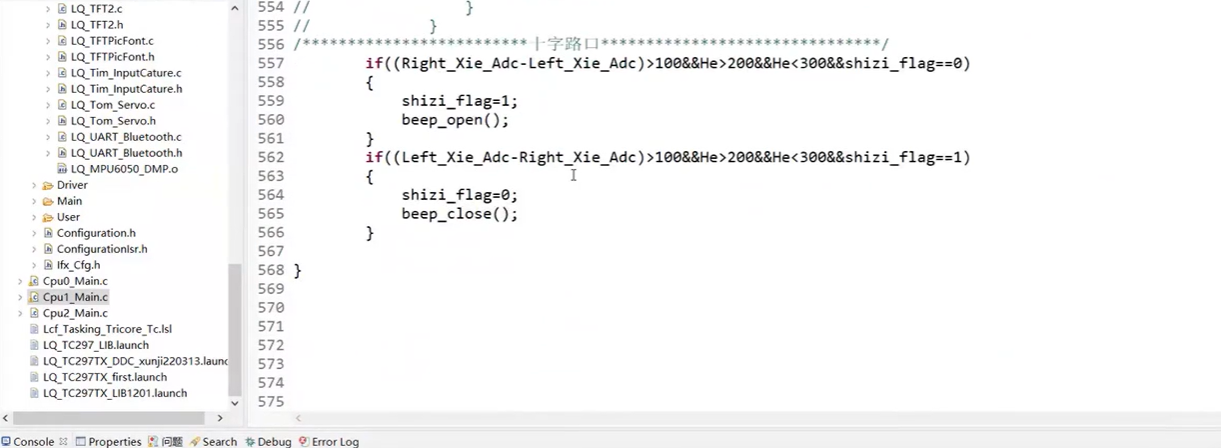 LQ_TFT2.c
LQ_TFT2.h
LQ_TFTPicFont.c
LQ_TFTPicFont.h
LQ_Tim_InputCature.c
LQ_Tim_InputCature.h
LQ_Tom_Servo.c
LQ_Tom_Servo.h
LQ_UART_Bluetooth.c
LQ_UART_Bluetooth.h
LQ_MPU6050_DMP.o
Driver
Main
User
Configuration.h
ConfigurationIsr.h
Ifx_Cfg.h
Cpu0_Main.c
Cpu1_Main.c
Cpu2_Main.c
Lcf_Tasking_Tricore_Tc.lsl
LQ_TC297_LIB.launch
LQ_TC297TX_DDC_xunji220313.launc
LQ_TC297TX_first.launch
LQ_TC297TX_LIB1201.launch
554 // }
555 // }
556 /*************************十字路口*******************************/
557 if((Right_Xie_Adc-Left_Xie_Adc)>100&&He>200&&He<300&&shizi_flag==0)
558 {
559 shizi_flag=1;
560 beep_open();
561 }
562 if((Left_Xie_Adc-Right_Xie_Adc)>100&&He>200&&He<300&&shizi_flag==1)
563 {
564 shizi_flag=0;
565 beep_close();
566 }
567
568 }
569
570
571
572
573
574
575
Console Properties 问题 Search Debug Error Log